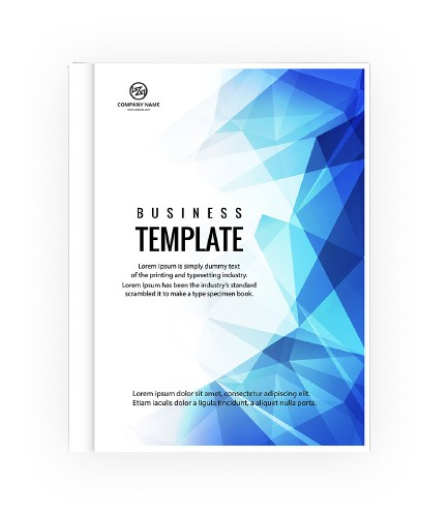 COMPANY NAME
BUSINESS
TEMPLATE
Lorem Ipsum is simply dummy text
of the printing and typesetting industry.
Lorem Ipsum has been the industry's standard
scrambled it to make a type specimen book.
Lorem ipsum dolor sit amet, consectetur adipiscing elit.
Etiam iaculis dolor a ligula tincidunt, a aliquet nulla porta.